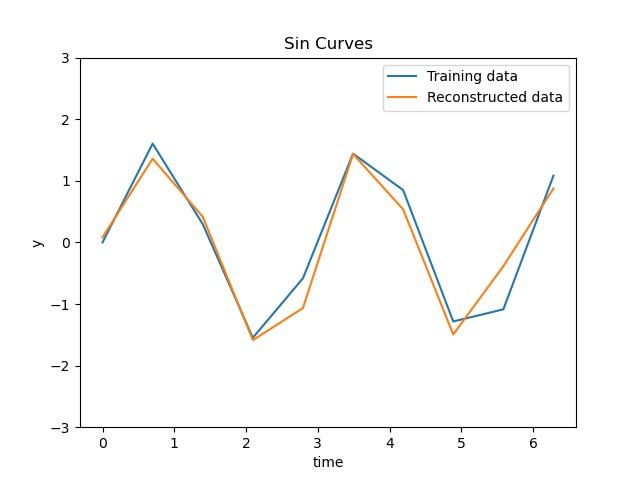 Sin Curves
Training data
Reconstructed data
3
2
1
0
−1
−2
−3
y
0 1 2 3 4 5 6
time